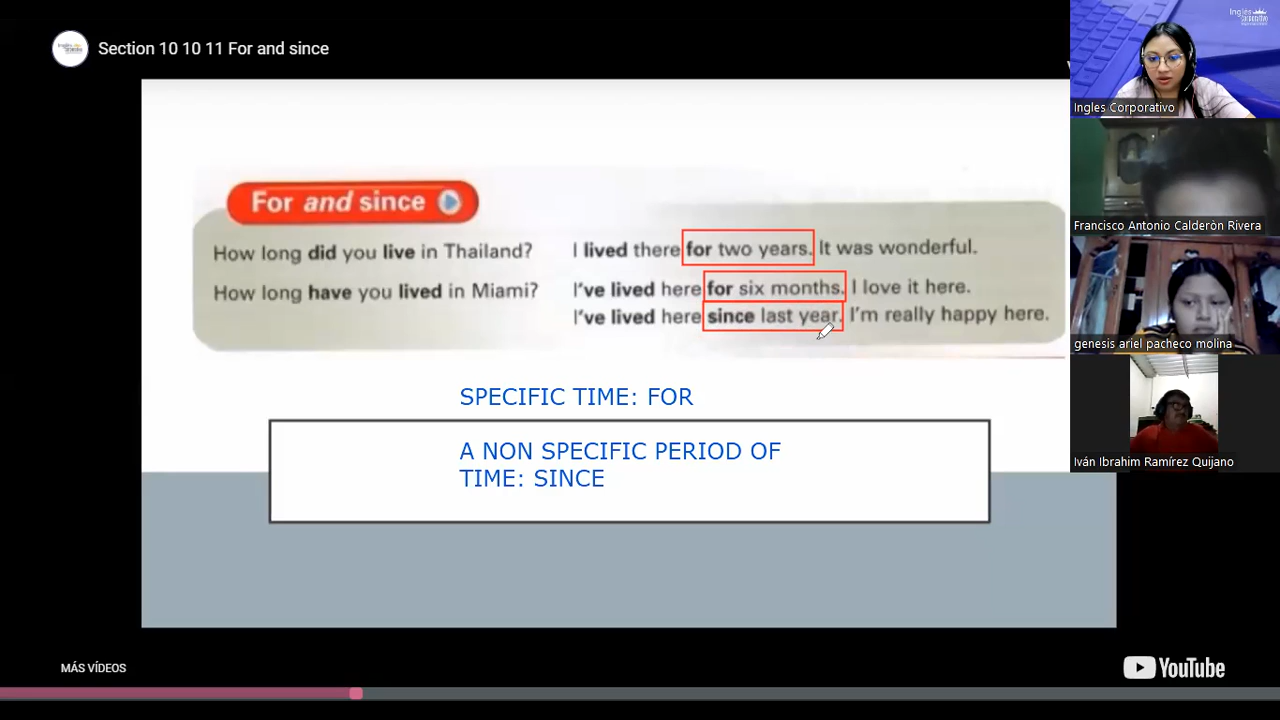 Section 10 10 11 For and since
For and since
How long did you live in Thailand? I lived there for two years. It was wonderful.
How long have you lived in Miami? I've lived here for six months. I love it here.
I've lived here since last year. I'm really happy here.
SPECIFIC TIME: FOR
A NON SPECIFIC PERIOD OF
TIME: SINCE
MÁS VÍDEOS
YouTube
Ingles Corporativo
Francisco Antonio Calderòn Rivera
genesis ariel pacheco molina
Iván Ibrahim Ramírez Quijano